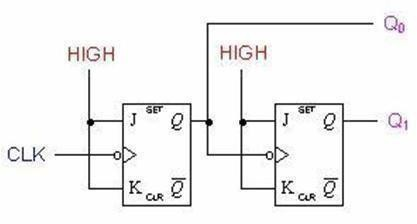 Q0
HIGH HIGH
J SET Q J SET Q Q1
CLK
K CLR Q̅ K CLR Q̅